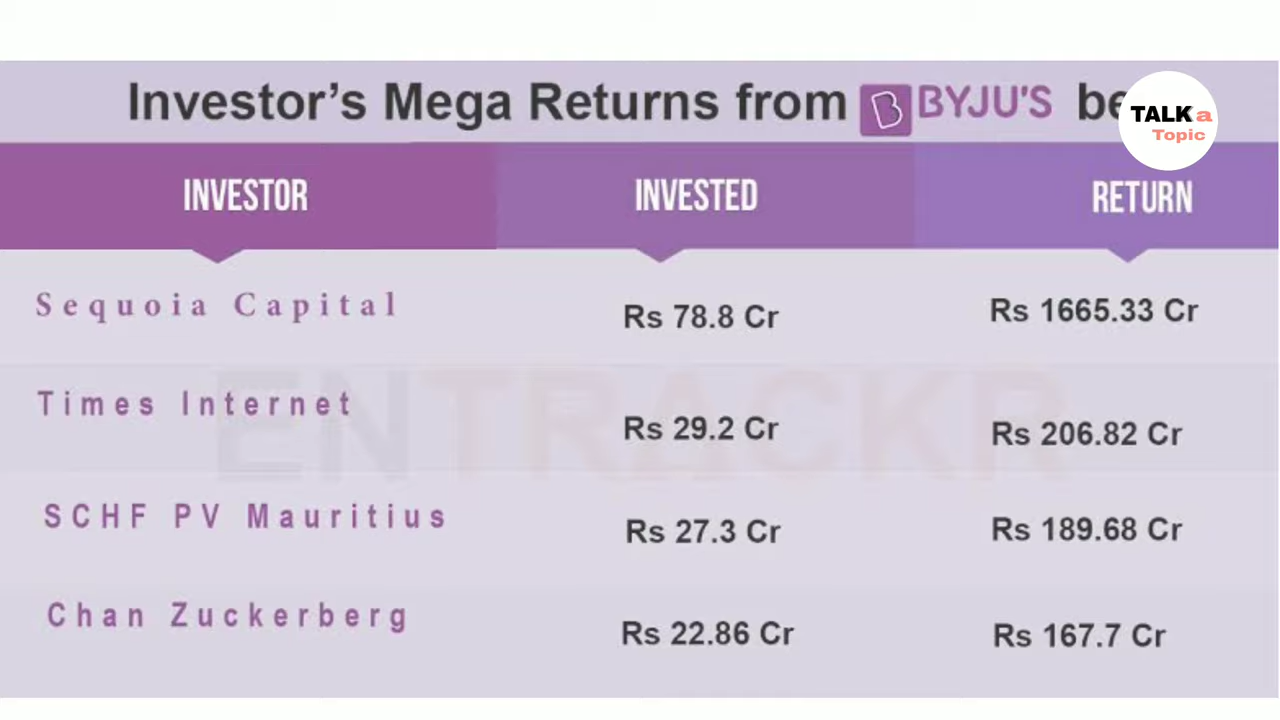 Investor's Mega Returns from BYJU'S
TALK a
Topic
INVESTOR INVESTED RETURN
Sequoia Capital Rs 78.8 Cr Rs 1665.33 Cr
Times Internet Rs 29.2 Cr Rs 206.82 Cr
ENTRACKR
SCHF PV Mauritius Rs 27.3 Cr Rs 189.68 Cr
Chan Zuckerberg Rs 22.86 Cr Rs 167.7 Cr